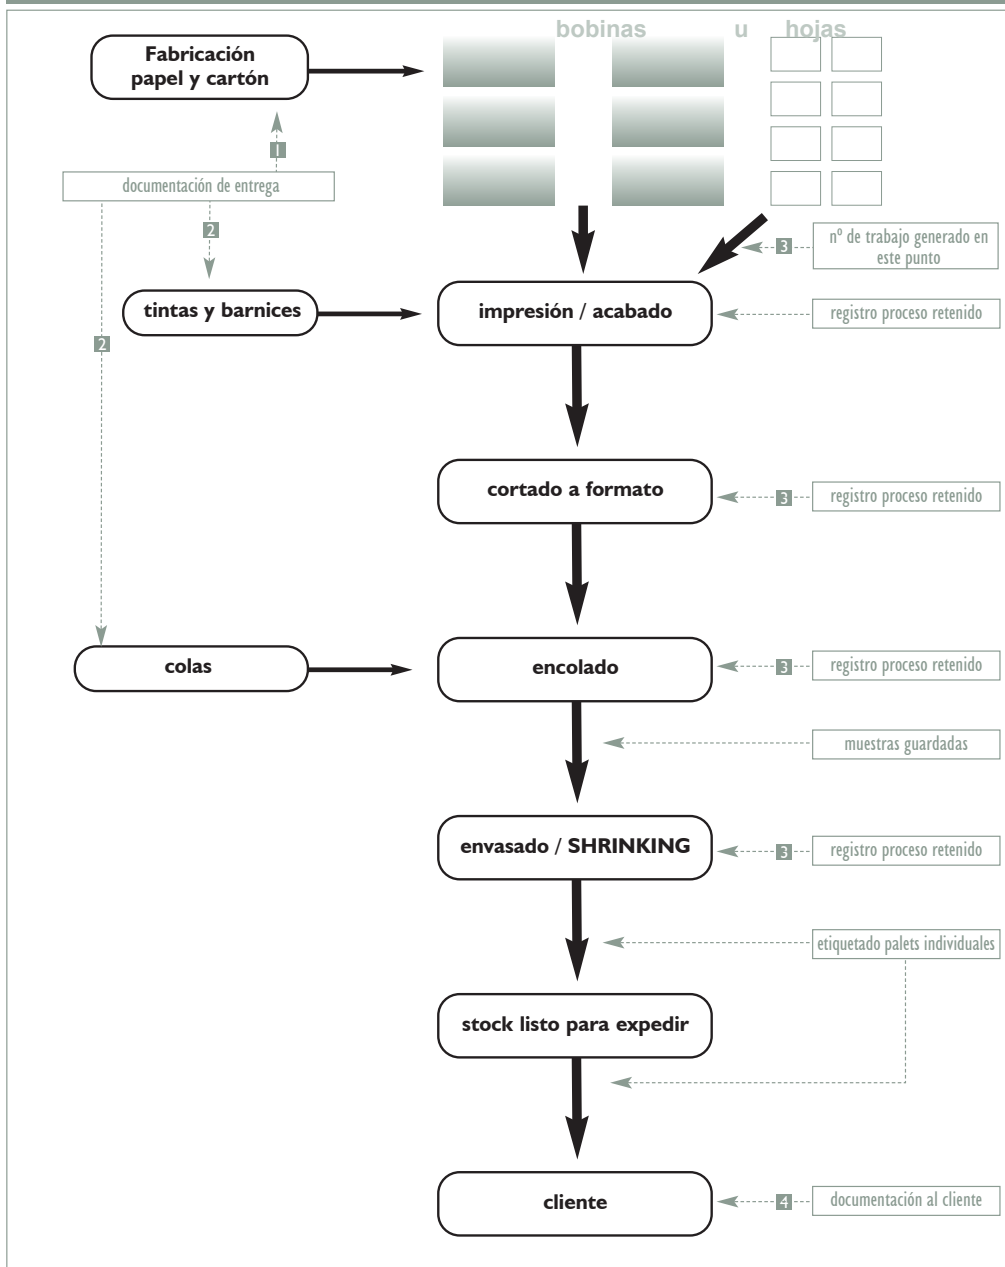 bobinas u hojas
Fabricación
papel y cartón
1
documentación de entrega
2
3
nº de trabajo generado en
este punto
tintas y barnices
impresión / acabado
registro proceso retenido
2
cortado a formato
3
registro proceso retenido
colas
encolado
3
registro proceso retenido
muestras guardadas
envasado / SHRINKING
3
registro proceso retenido
etiquetado palets individuales
stock listo para expedir
cliente
4
documentación al cliente